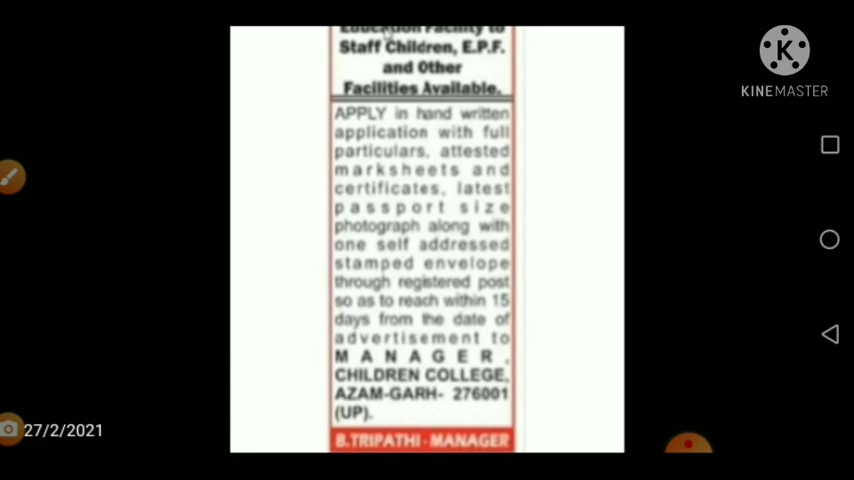 Education Facility to
Staff Children, E.P.F.
and Other
Facilities Available.
APPLY in hand written
application with full
particulars, attested
marksheets and
certificates, latest
passport size
photograph along with
one self addressed
stamped envelope
through registered post
so as to reach within 15
days from the date of
advertisement to
MANAGER,
CHILDREN COLLEGE,
AZAM-GARH- 276001
(UP).
B.TRIPATHI - MANAGER
K
KINEMASTER
27/2/2021